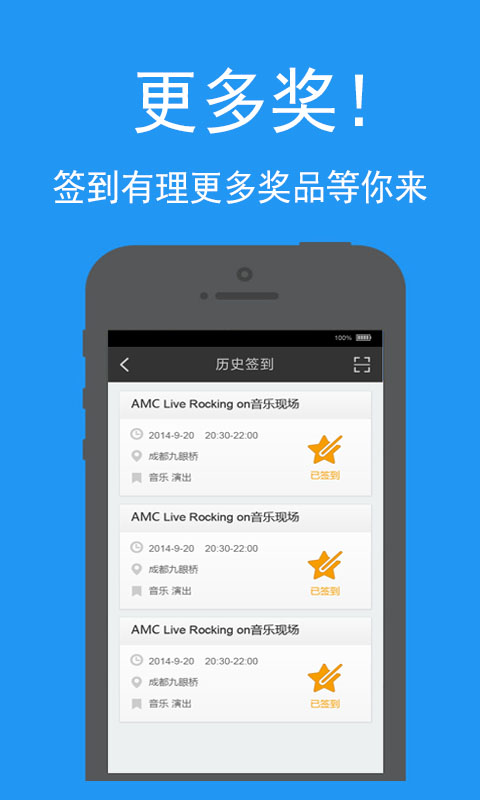 更多奖！
签到有理更多奖品等你来
100%
历史签到
AMC Live Rocking on音乐现场
2014-9-20 20:30-22:00
成都九眼桥
音乐 演出
已签到
AMC Live Rocking on音乐现场
2014-9-20 20:30-22:00
成都九眼桥
音乐 演出
已签到
AMC Live Rocking on音乐现场
2014-9-20 20:30-22:00
成都九眼桥
音乐 演出
已签到